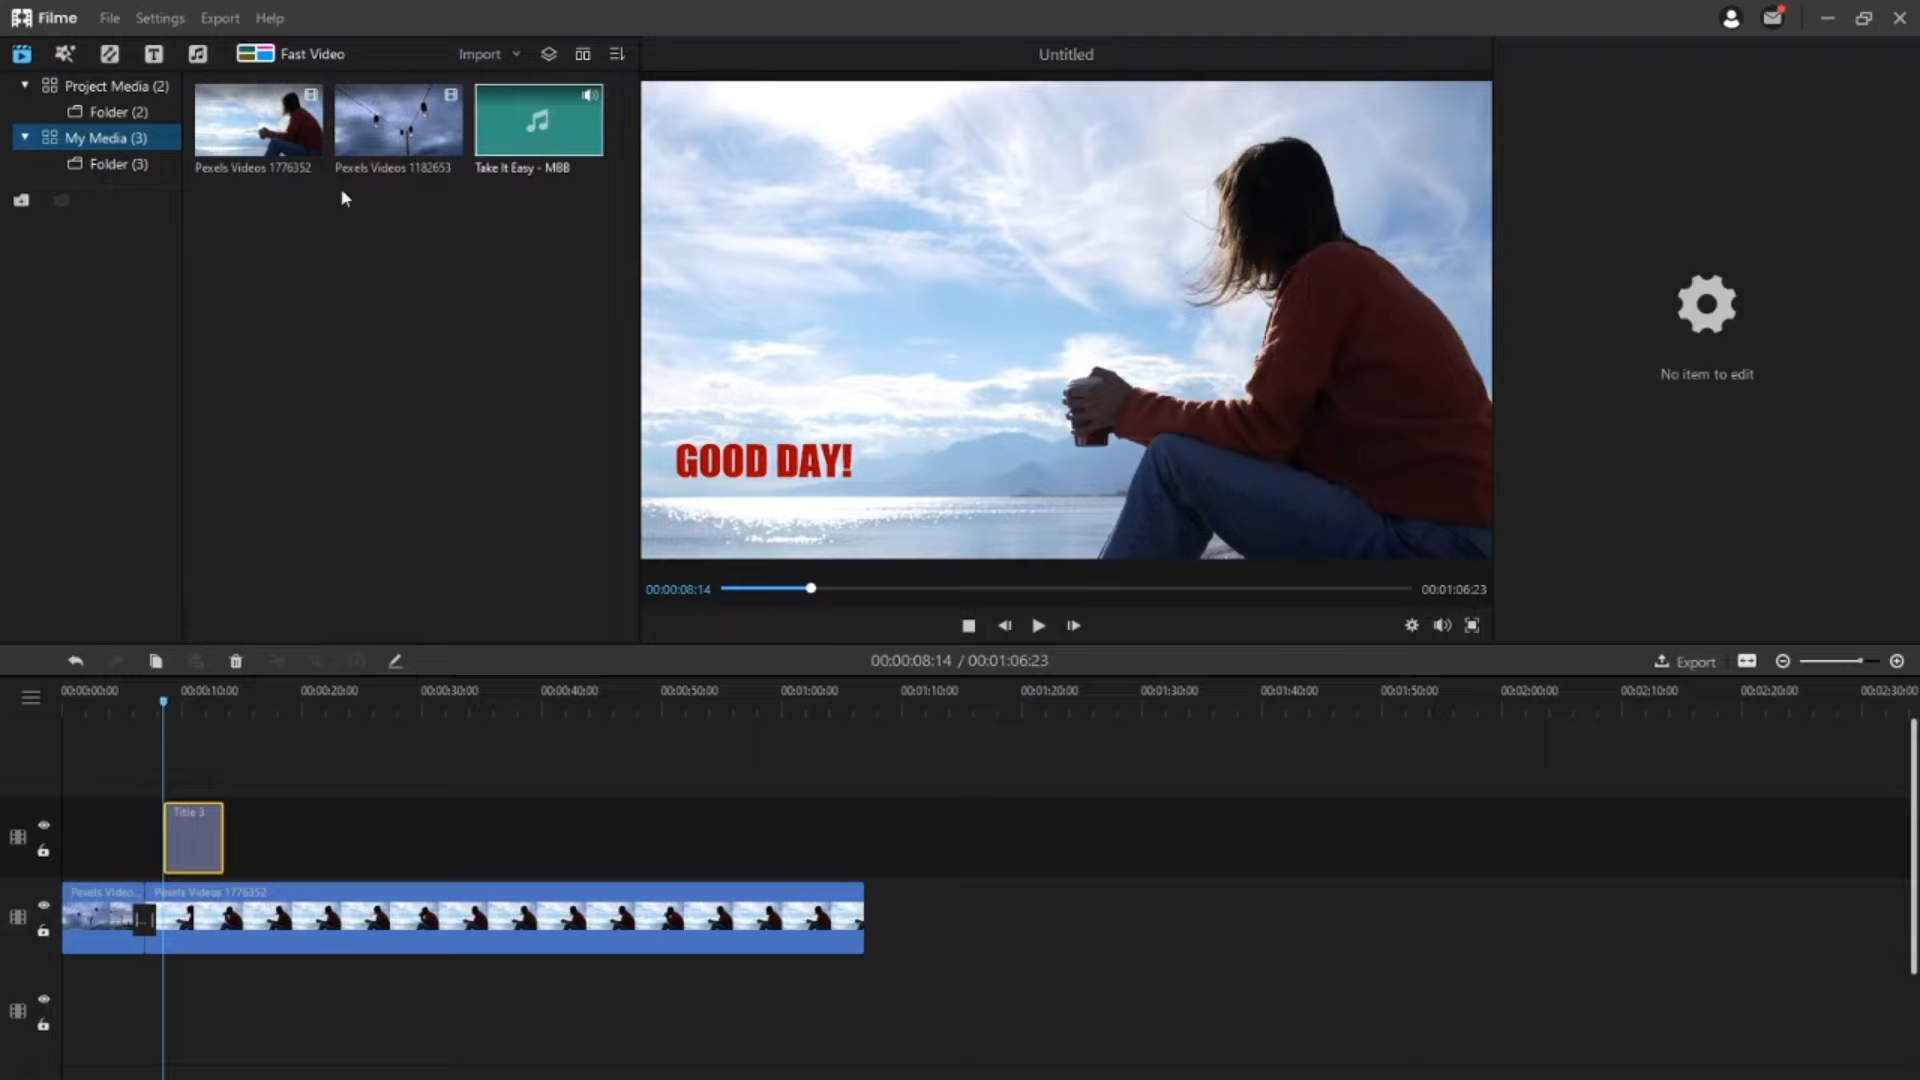 Filme File Settings Export Help
Fast Video Import Untitled
Project Media (2)
Folder (2)
My Media (3)
Folder (3)
Pexels Videos 1776352 Pexels Videos 1182653 Take It Easy - MBB
GOOD DAY!
No item to edit
00:00:08:14 00:01:06:23
00:00:08:14 / 00:01:06:23 Export
00:00:00:00 00:00:10:00 00:00:20:00 00:00:30:00 00:00:40:00 00:00:50:00 00:01:00:00 00:01:10:00 00:01:20:00 00:01:30:00 00:01:40:00 00:01:50:00 00:02:00:00 00:02:10:00 00:02:20:00 00:02:30:00
Title 3
Pexels Video... Pexels Videos 1776352